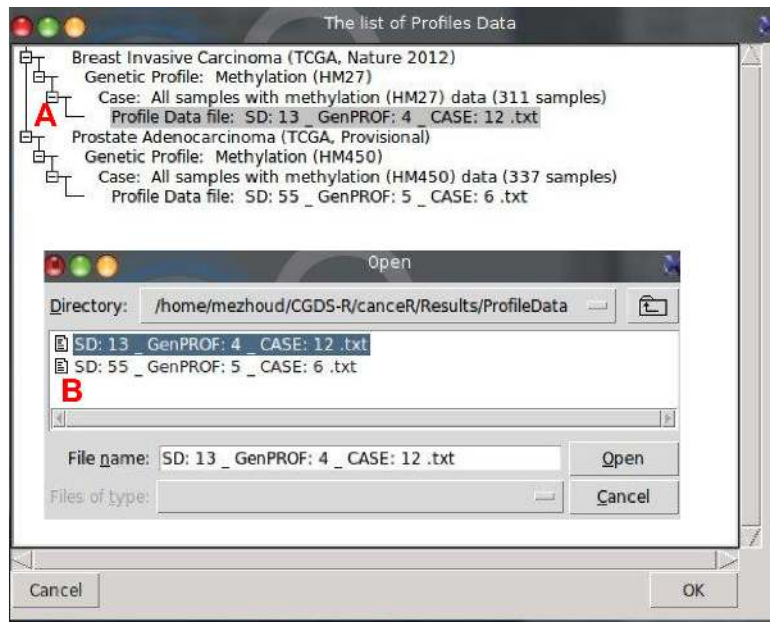 The list of Profiles Data
Breast Invasive Carcinoma (TCGA, Nature 2012)
Genetic Profile: Methylation (HM27)
Case: All samples with methylation (HM27) data (311 samples)
A
Profile Data file: SD: 13 _ GenPROF: 4 _ CASE: 12 .txt
Prostate Adenocarcinoma (TCGA, Provisional)
Genetic Profile: Methylation (HM450)
Case: All samples with methylation (HM450) data (337 samples)
Profile Data file: SD: 55 _ GenPROF: 5 _ CASE: 6 .txt
Open
Directory: /home/mezhoud/CGDS-R/canceR/Results/ProfileData
SD: 13 _ GenPROF: 4 _ CASE: 12 .txt
SD: 55 _ GenPROF: 5 _ CASE: 6 .txt
B
File name: SD: 13 _ GenPROF: 4 _ CASE: 12 .txt Open
Files of type: Cancel
Cancel OK